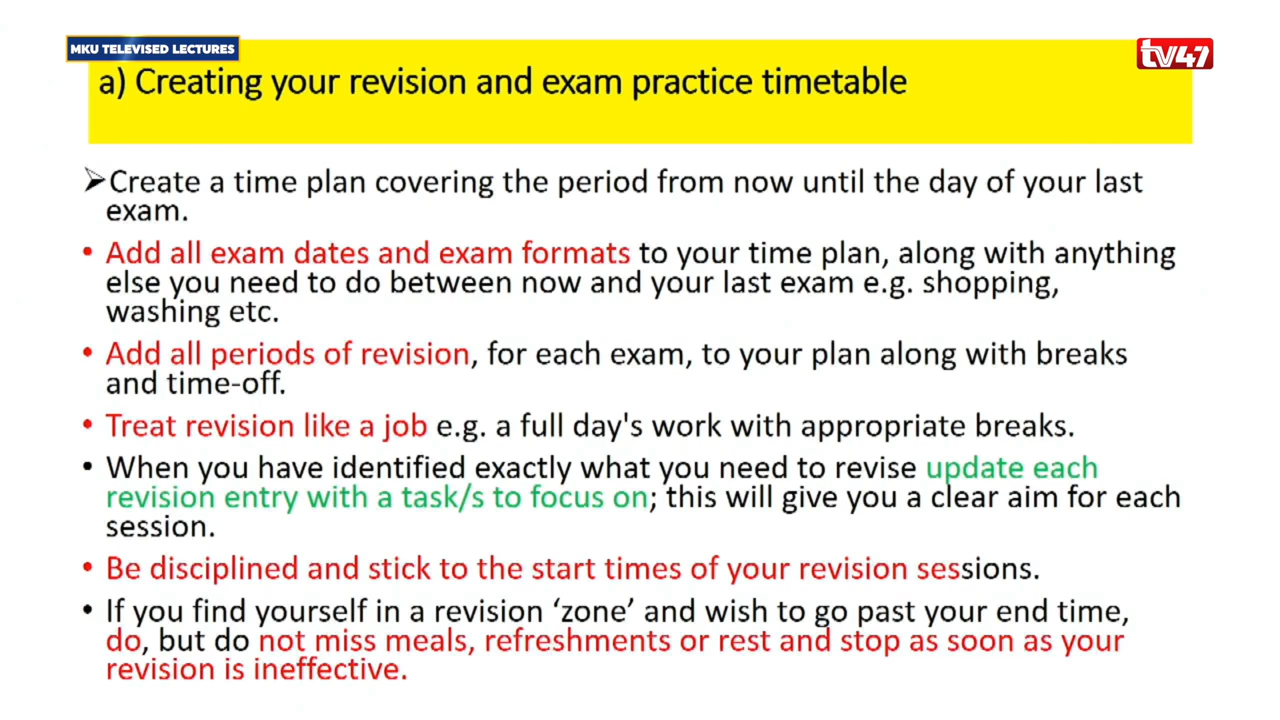 MKU TELEVISED LECTURES
tv47
a) Creating your revision and exam practice timetable
➢Create a time plan covering the period from now until the day of your last
exam.
• Add all exam dates and exam formats to your time plan, along with anything
else you need to do between now and your last exam e.g. shopping,
washing etc.
• Add all periods of revision, for each exam, to your plan along with breaks
and time-off.
• Treat revision like a job e.g. a full day's work with appropriate breaks.
• When you have identified exactly what you need to revise update each
revision entry with a task/s to focus on; this will give you a clear aim for each
session.
• Be disciplined and stick to the start times of your revision sessions.
• If you find yourself in a revision ‘zone’ and wish to go past your end time,
do, but do not miss meals, refreshments or rest and stop as soon as your
revision is ineffective.